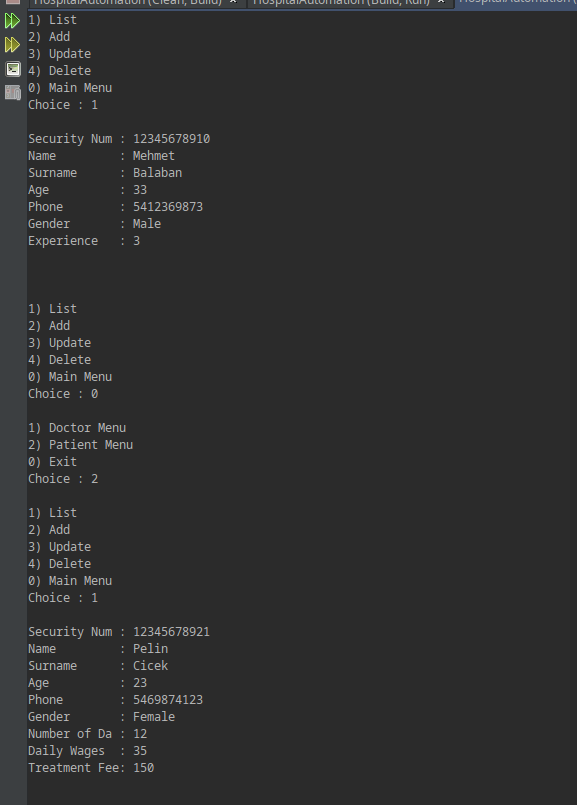 HospitalAutomation (Clean, Build) × HospitalAutomation (Build, Run) × HospitalAutomation (
1) List
2) Add
3) Update
4) Delete
0) Main Menu
Choice : 1
Security Num : 12345678910
Name : Mehmet
Surname : Balaban
Age : 33
Phone : 5412369873
Gender : Male
Experience : 3
1) List
2) Add
3) Update
4) Delete
0) Main Menu
Choice : 0
1) Doctor Menu
2) Patient Menu
0) Exit
Choice : 2
1) List
2) Add
3) Update
4) Delete
0) Main Menu
Choice : 1
Security Num : 12345678921
Name : Pelin
Surname : Cicek
Age : 23
Phone : 5469874123
Gender : Female
Number of Da : 12
Daily Wages : 35
Treatment Fee: 150